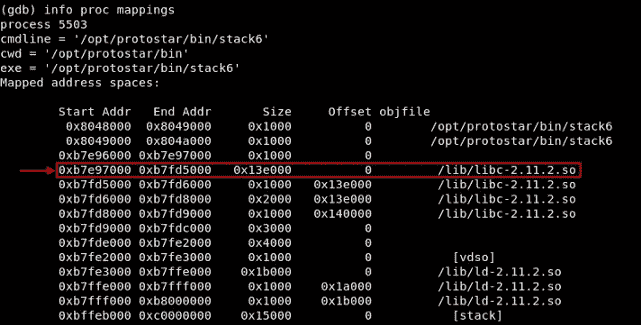 (gdb) info proc mappings
process 5503
cmdline = '/opt/protostar/bin/stack6'
cwd = '/opt/protostar/bin'
exe = '/opt/protostar/bin/stack6'
Mapped address spaces:
Start Addr End Addr Size Offset objfile
0x8048000 0x8049000 0x1000 0 /opt/protostar/bin/stack6
0x8049000 0x804a000 0x1000 0 /opt/protostar/bin/stack6
0xb7e96000 0xb7e97000 0x1000 0
0xb7e97000 0xb7fd5000 0x13e000 0 /lib/libc-2.11.2.so
0xb7fd5000 0xb7fd6000 0x1000 0x13e000 /lib/libc-2.11.2.so
0xb7fd6000 0xb7fd8000 0x2000 0x13e000 /lib/libc-2.11.2.so
0xb7fd8000 0xb7fd9000 0x1000 0x140000 /lib/libc-2.11.2.so
0xb7fd9000 0xb7fdc000 0x3000 0
0xb7fde000 0xb7fe2000 0x4000 0
0xb7fe2000 0xb7fe3000 0x1000 0 [vdso]
0xb7fe3000 0xb7ffe000 0x1b000 0 /lib/ld-2.11.2.so
0xb7ffe000 0xb7fff000 0x1000 0x1a000 /lib/ld-2.11.2.so
0xb7fff000 0xb8000000 0x1000 0x1b000 /lib/ld-2.11.2.so
0xbffeb000 0xc0000000 0x15000 0 [stack]